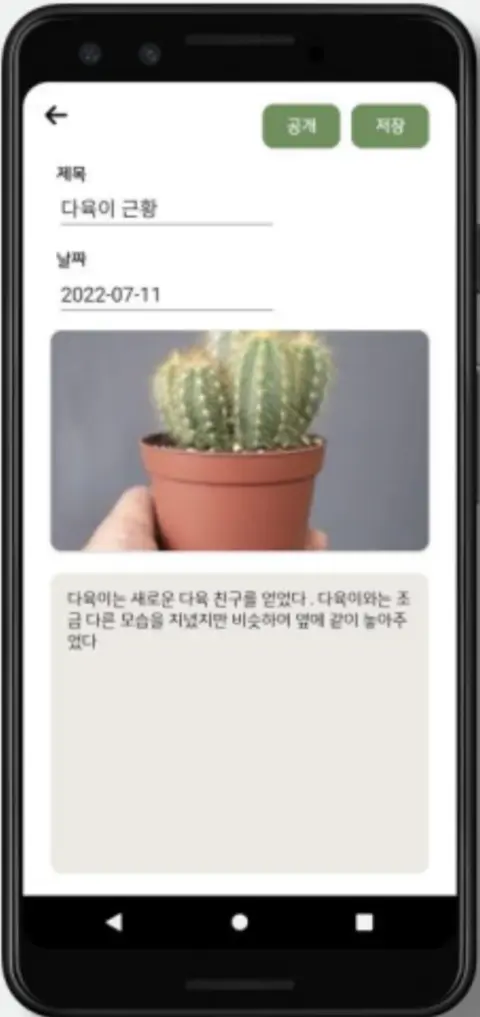 공개 저장
제목
다육이 근황
날짜
2022-07-11
다육이는 새로운 다육 친구를 얻었다 . 다육이와는 조
금 다른 모습을 지녔지만 비슷하여 옆에 같이 놓아주
었다